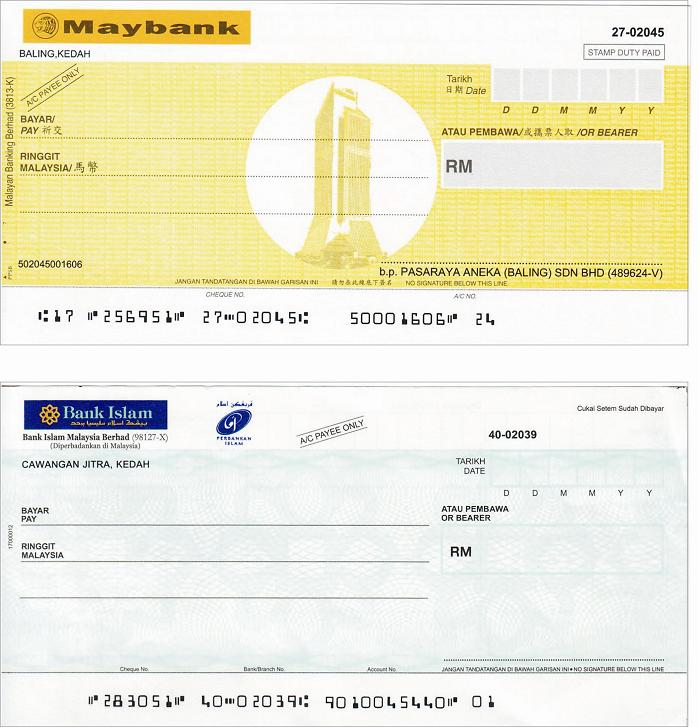 Maybank
27-02045
BALING,KEDAH
STAMP DUTY PAID
A/C PAYEE ONLY
Tarikh
日期 Date
D D M M Y Y
BAYAR/
PAY 祈交
ATAU PEMBAWA/或攜票人取/OR BEARER
RINGGIT
MALAYSIA/馬幣
RM
Malayan Banking Berhad (3813-K)
502045001606
b.p. PASARAYA ANEKA (BALING) SDN BHD (489624-V)
JANGAN TANDATANGAN DI BAWAH GARISAN INI 請勿在此線底下簽名 NO SIGNATURE BELOW THIS LINE
CHEQUE NO. A/C NO.
⑆17 ⑈256951⑈ 27⑉02045⑆ 50001606⑈ 24
Bank Islam
Bank Islam Malaysia Berhad (98127-X)
(Diperbadankan di Malaysia)
PERBANKAN
ISLAM
A/C PAYEE ONLY
Cukai Setem Sudah Dibayar
40-02039
CAWANGAN JITRA, KEDAH
TARIKH
DATE
D D M M Y Y
BAYAR
PAY
ATAU PEMBAWA
OR BEARER
RINGGIT
MALAYSIA
RM
17000012
Cheque No. Bank/Branch No. Account No.
JANGAN TANDATANGAN DI BAWAH GARISAN INI • NO SIGNATURE BELOW THIS LINE
⑈283051⑈ 40⑉02039⑆ 9010045440⑈ 01